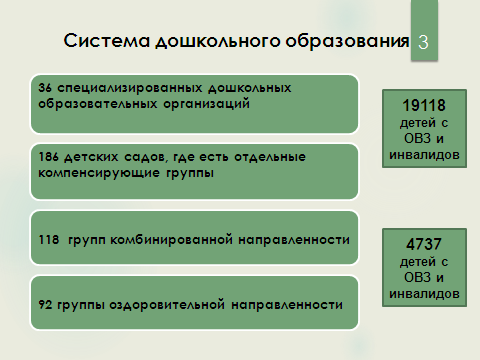 Система дошкольного образования
3
36 специализированных дошкольных
образовательных организаций
186 детских садов, где есть отдельные
компенсирующие группы
118 групп комбинированной направленности
92 группы оздоровительной направленности
19118
детей с
ОВЗ и
инвалидов
4737
детей с
ОВЗ и
инвалидов